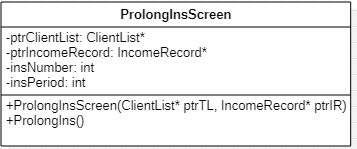 ProlongInsScreen
-ptrClientList: ClientList*
-ptrIncomeRecord: IncomeRecord*
-insNumber: int
-insPeriod: int
+ProlongInsScreen(ClientList* ptrTL, IncomeRecord* ptrIR)
+ProlongIns()